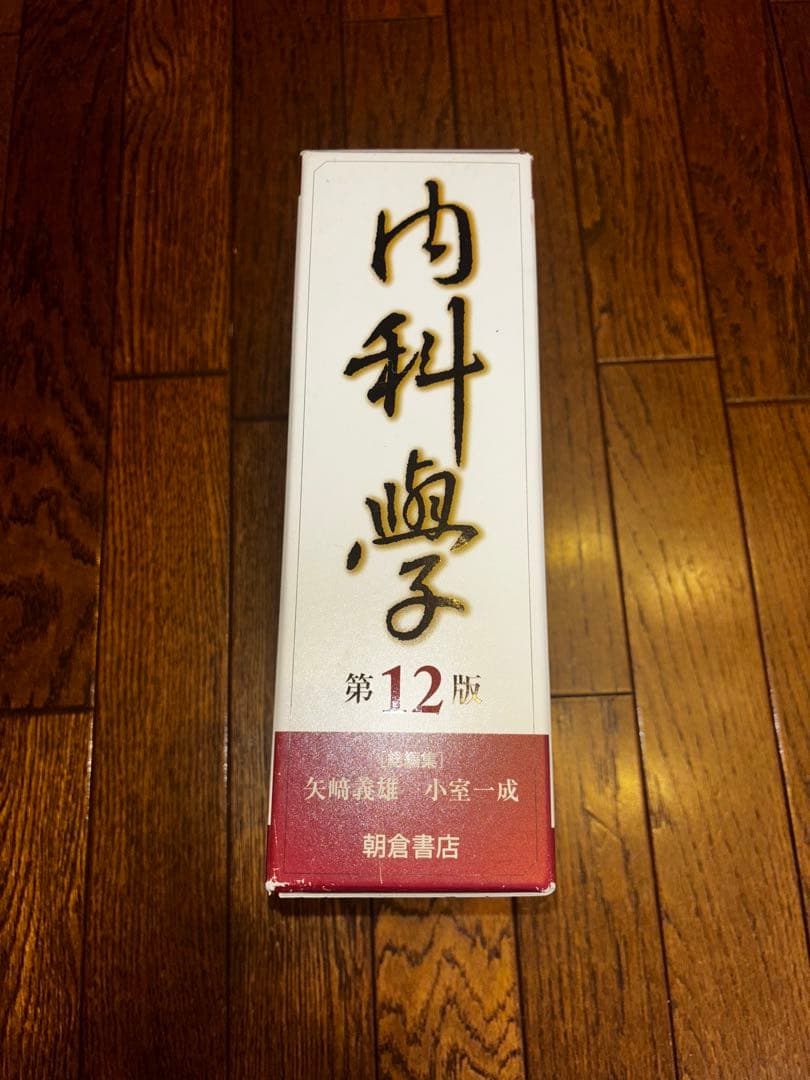 内科學
第12版
[総編集]
矢﨑義雄 小室一成
朝倉書店